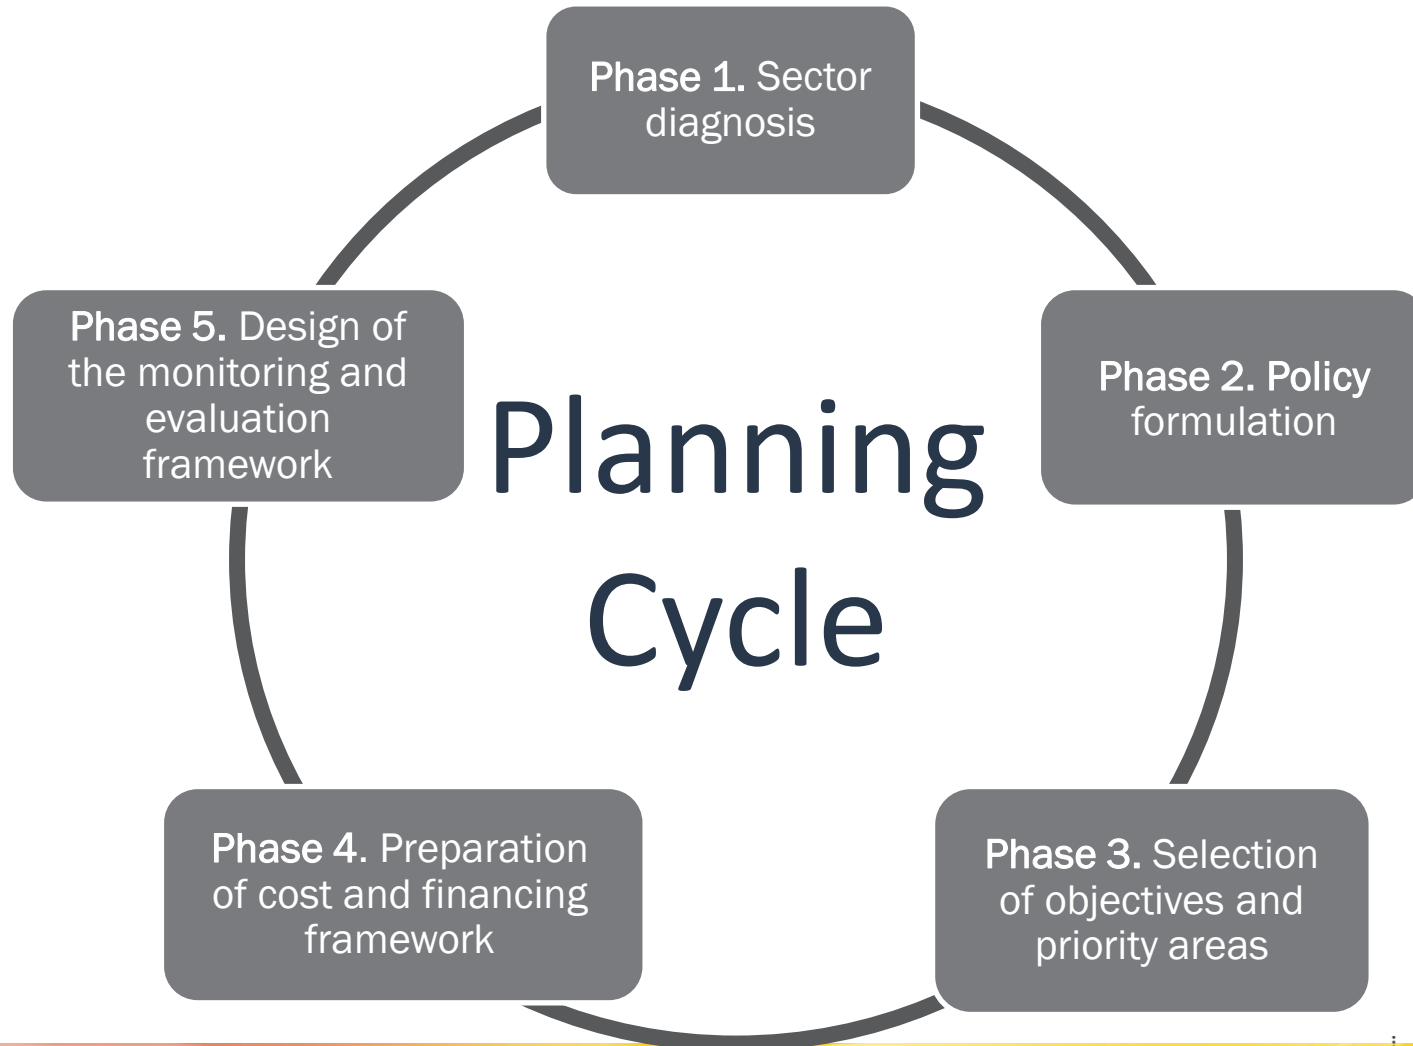 Phase 1. Sector
diagnosis
Phase 2. Policy
formulation
Phase 3. Selection
of objectives and
priority areas
Phase 4. Preparation
of cost and financing
framework
Phase 5. Design of
the monitoring and
evaluation
framework
Planning
Cycle